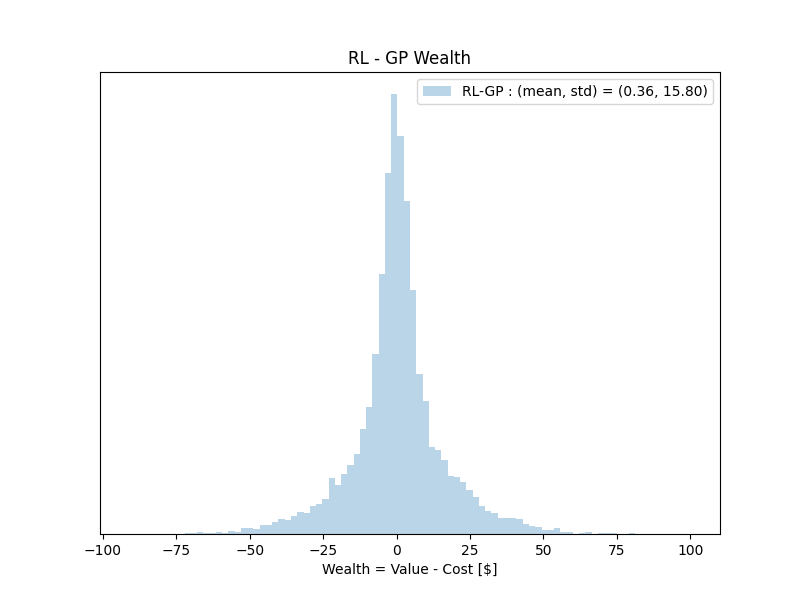 RL - GP Wealth
RL-GP : (mean, std) = (0.36, 15.80)
−100 −75 −50 −25 0 25 50 75 100
Wealth = Value - Cost [$]